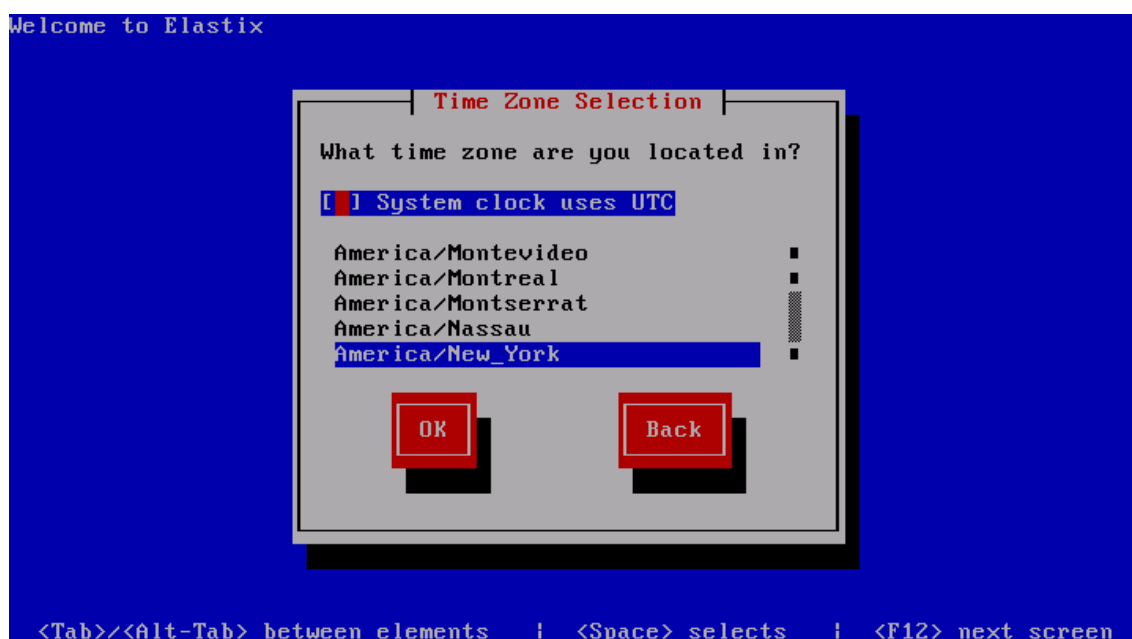 Welcome to Elastix
Time Zone Selection
What time zone are you located in?
[ ] System clock uses UTC
America/Montevideo
America/Montreal
America/Montserrat
America/Nassau
America/New_York
OK Back
<Tab>/<Alt-Tab> between elements | <Space> selects | <F12> next screen